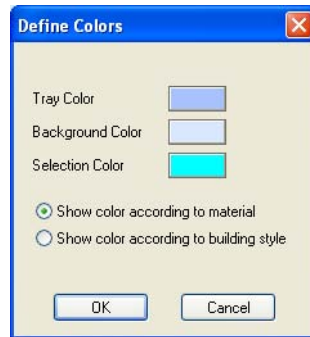 Define Colors
Tray Color
Background Color
Selection Color
Show color according to material
Show color according to building style
OK Cancel